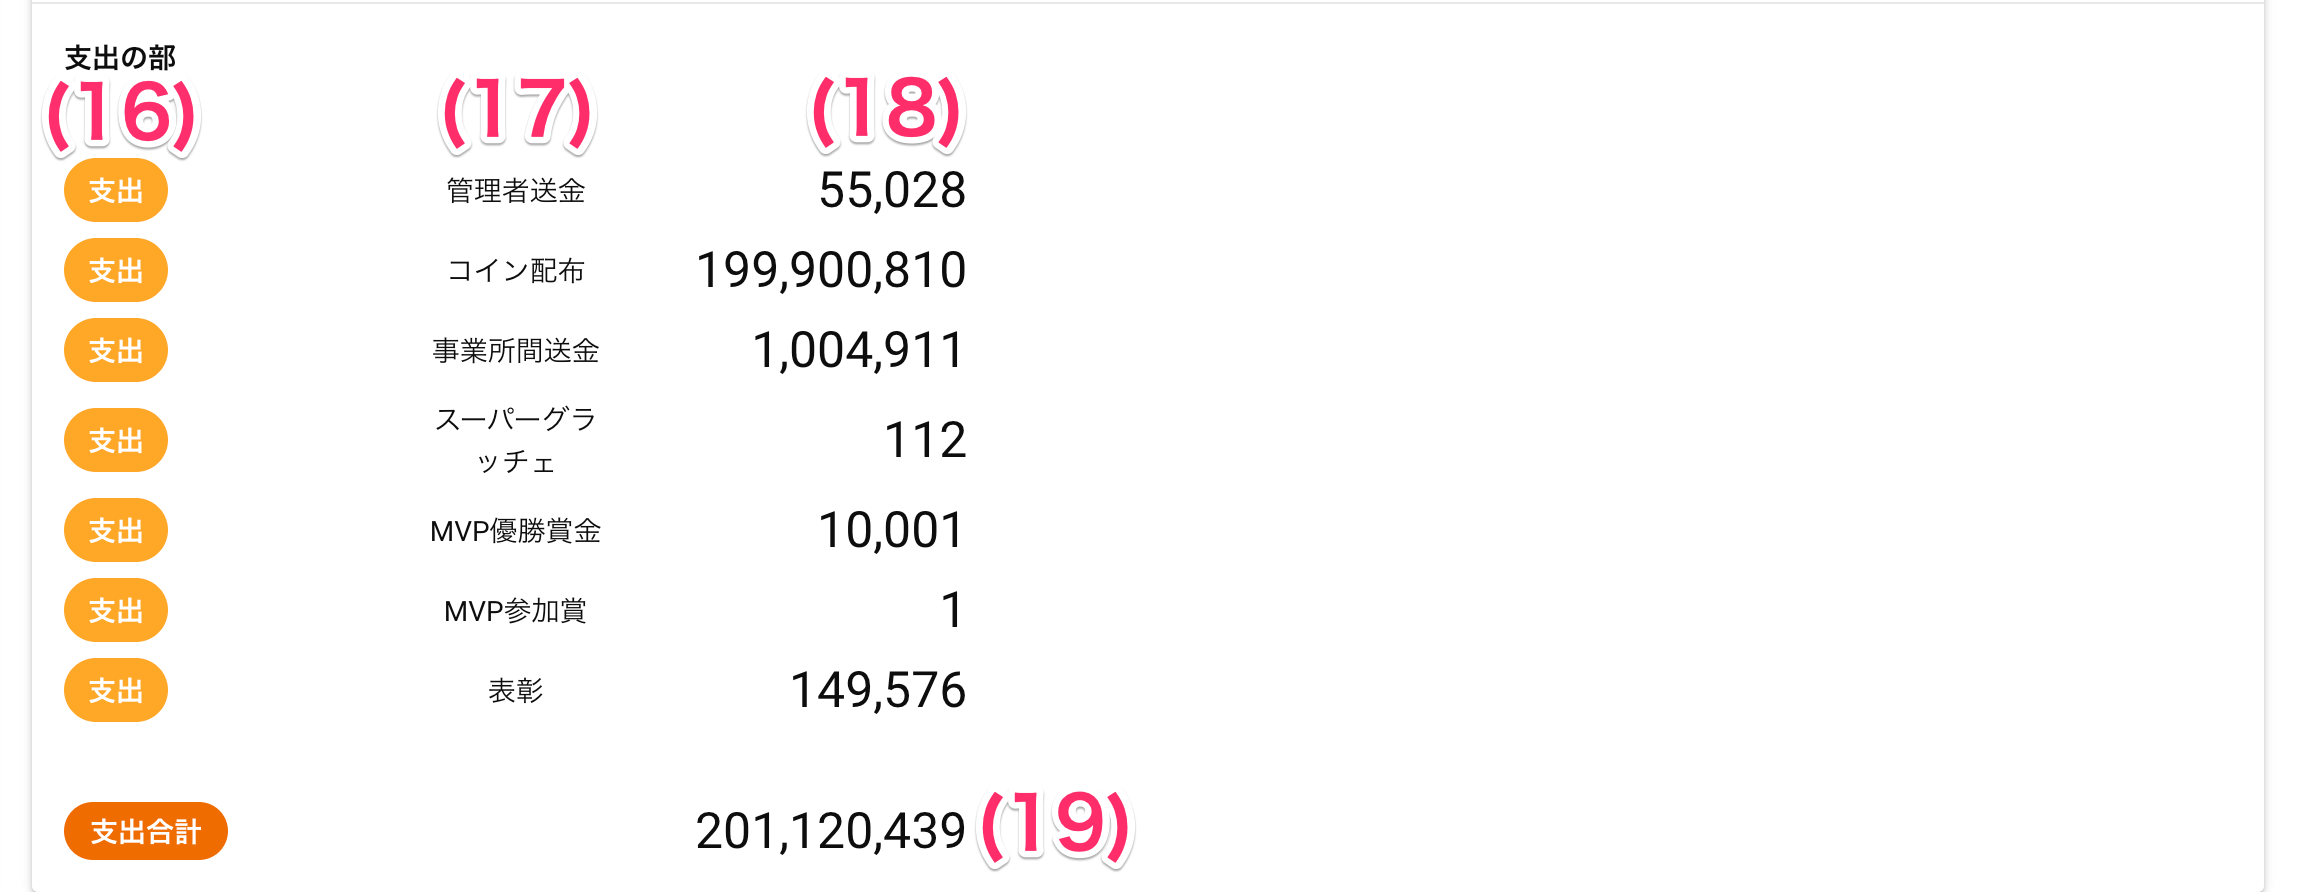 支出の部
(16) (17) (18)
支出 管理者送金 55,028
支出 コイン配布 199,900,810
支出 事業所間送金 1,004,911
支出 スーパーグラ 112
ッチェ
支出 MVP優勝賞金 10,001
支出 MVP参加賞 1
支出 表彰 149,576
支出合計 201,120,439 (19)